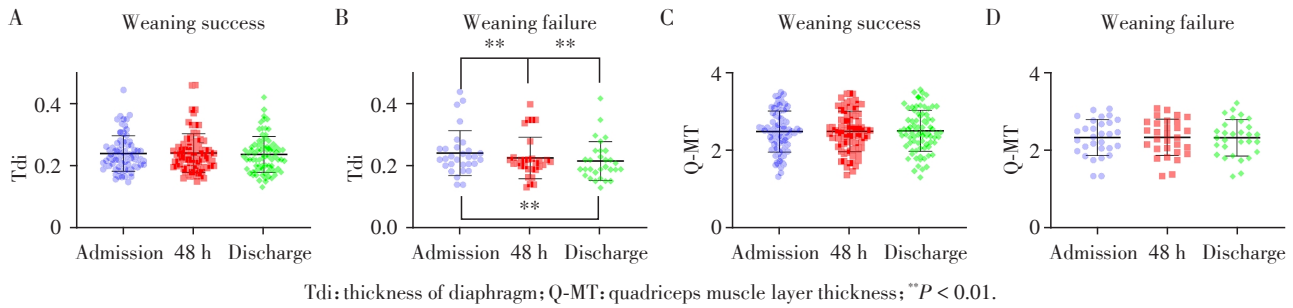 A Weaning success
B Weaning failure
C Weaning success
D Weaning failure
** **
Tdi
0.4
0.2
0
Admission 48 h Discharge
Tdi
0.4
0.2
0.0
**
Admission 48 h Discharge
Q-MT
4
2
0
Admission 48 h Discharge
Q-MT
4
2
0
Admission 48 h Discharge
Tdi: thickness of diaphragm; Q-MT: quadriceps muscle layer thickness; **P < 0.01.